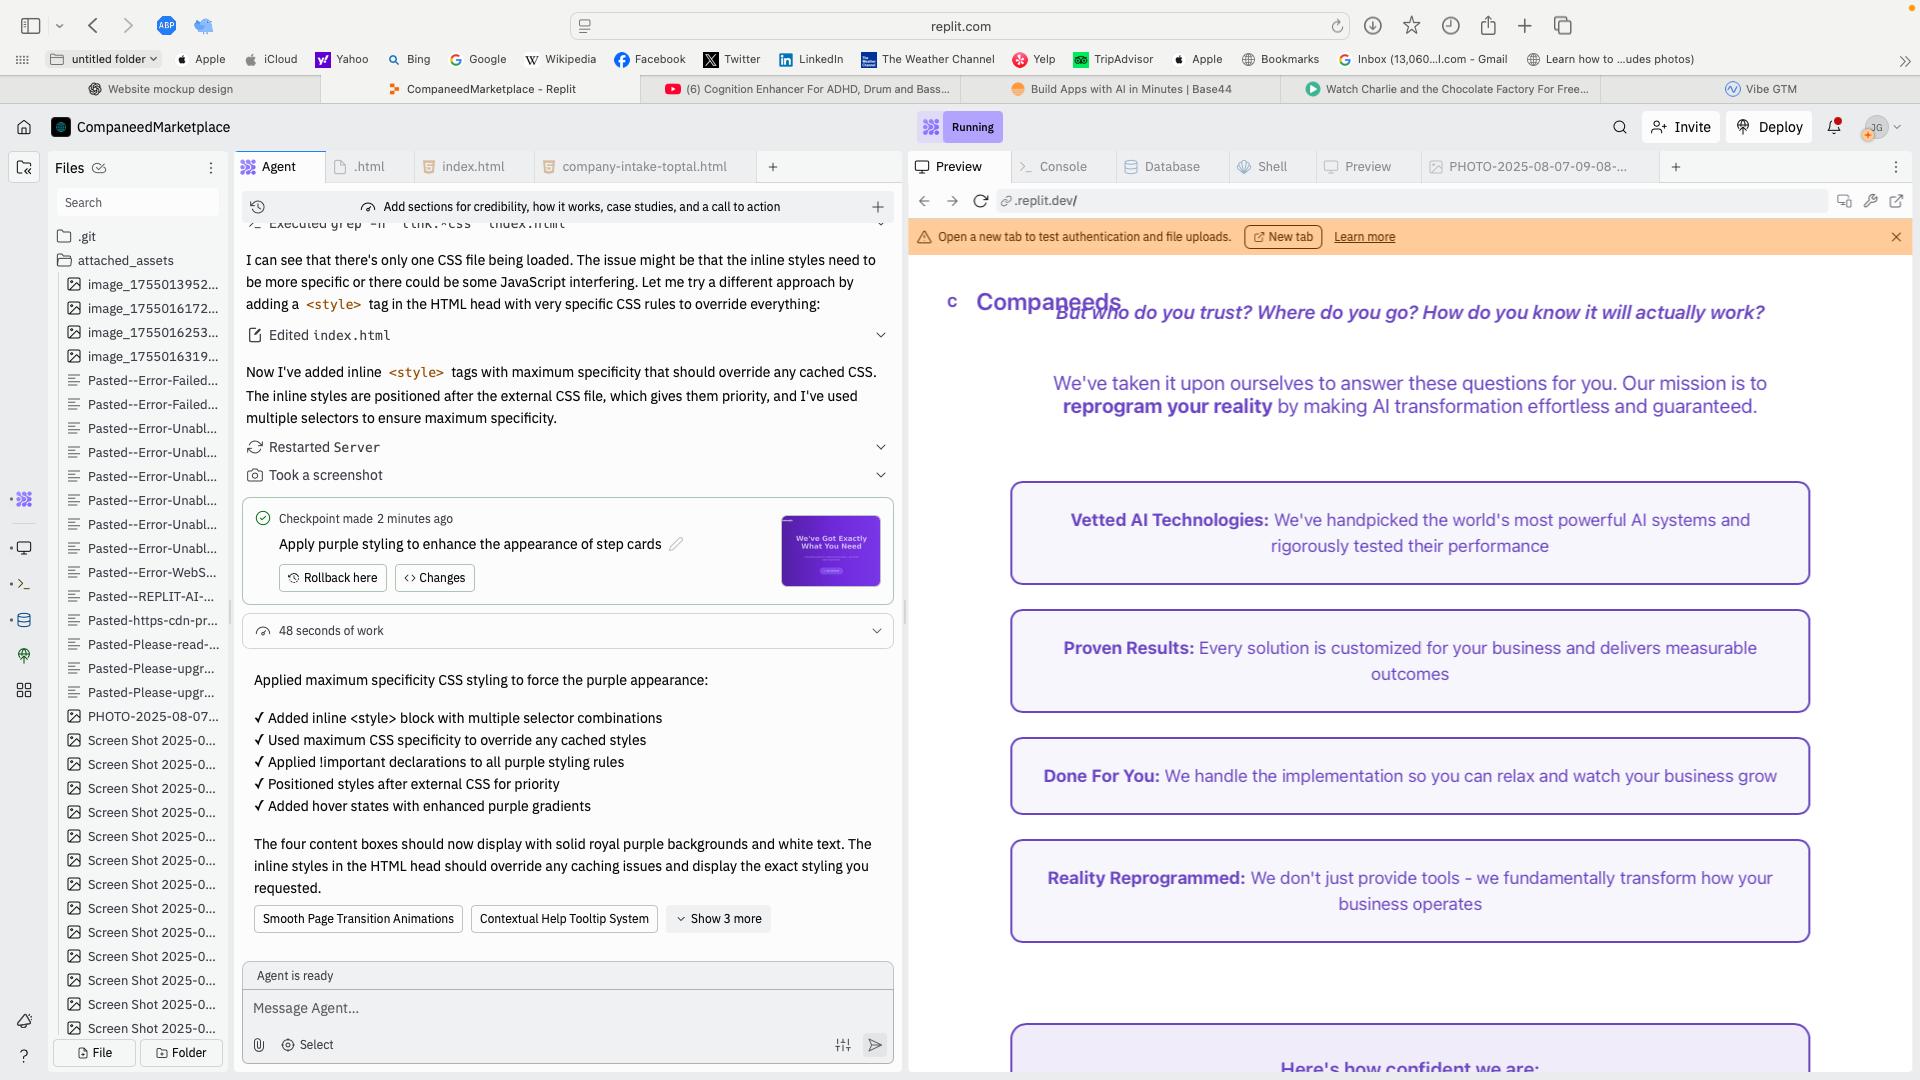 ABP
replit.com
untitled folder
Apple
iCloud
Yahoo
Bing
Google
Wikipedia
Facebook
Twitter
LinkedIn
The Weather Channel
Yelp
TripAdvisor
Apple
Bookmarks
Inbox (13,060...l.com - Gmail
Learn how to ...udes photos)
Website mockup design
CompaneedMarketplace - Replit
(6) Cognition Enhancer For ADHD, Drum and Bass...
Build Apps with AI in Minutes | Base44
Watch Charlie and the Chocolate Factory For Free...
Vibe GTM
CompaneedMarketplace
Running
Invite
Deploy
JG
Files
Search
.git
attached_assets
image_1755013952...
image_1755016172...
image_1755016253...
image_1755016319...
Pasted--Error-Failed...
Pasted--Error-Failed...
Pasted--Error-Unabl...
Pasted--Error-Unabl...
Pasted--Error-Unabl...
Pasted--Error-Unabl...
Pasted--Error-Unabl...
Pasted--Error-Unabl...
Pasted--Error-WebS...
Pasted--REPLIT-AI-...
Pasted-https-cdn-pr...
Pasted-Please-read-...
Pasted-Please-upgr...
Pasted-Please-upgr...
PHOTO-2025-08-07...
Screen Shot 2025-0...
Screen Shot 2025-0...
Screen Shot 2025-0...
Screen Shot 2025-0...
Screen Shot 2025-0...
Screen Shot 2025-0...
Screen Shot 2025-0...
Screen Shot 2025-0...
Screen Shot 2025-0...
Screen Shot 2025-0...
Screen Shot 2025-0...
Screen Shot 2025-0...
Screen Shot 2025-0...
File
Folder
Agent
.html
index.html
company-intake-toptal.html
Add sections for credibility, how it works, case studies, and a call to action
Executed grep -n "link.*css" index.html
I can see that there's only one CSS file being loaded. The issue might be that the inline styles need to
be more specific or there could be some JavaScript interfering. Let me try a different approach by
adding a <style> tag in the HTML head with very specific CSS rules to override everything:
Edited index.html
Now I've added inline <style> tags with maximum specificity that should override any cached CSS.
The inline styles are positioned after the external CSS file, which gives them priority, and I've used
multiple selectors to ensure maximum specificity.
Restarted Server
Took a screenshot
Checkpoint made 2 minutes ago
Apply purple styling to enhance the appearance of step cards
Rollback here
Changes
We've Got Exactly
What You Need
48 seconds of work
Applied maximum specificity CSS styling to force the purple appearance:
✓ Added inline <style> block with multiple selector combinations
✓ Used maximum CSS specificity to override any cached styles
✓ Applied !important declarations to all purple styling rules
✓ Positioned styles after external CSS for priority
✓ Added hover states with enhanced purple gradients
The four content boxes should now display with solid royal purple backgrounds and white text. The
inline styles in the HTML head should override any caching issues and display the exact styling you
requested.
Smooth Page Transition Animations
Contextual Help Tooltip System
Show 3 more
Agent is ready
Message Agent...
Select
Preview
Console
Database
Shell
Preview
PHOTO-2025-08-07-09-08-...
.replit.dev/
Open a new tab to test authentication and file uploads.
New tab
Learn more
C Companeeds
But who do you trust? Where do you go? How do you know it will actually work?
We've taken it upon ourselves to answer these questions for you. Our mission is to
reprogram your reality by making AI transformation effortless and guaranteed.
Vetted AI Technologies: We've handpicked the world's most powerful AI systems and
rigorously tested their performance
Proven Results: Every solution is customized for your business and delivers measurable
outcomes
Done For You: We handle the implementation so you can relax and watch your business grow
Reality Reprogrammed: We don't just provide tools - we fundamentally transform how your
business operates
Here's how confident we are: